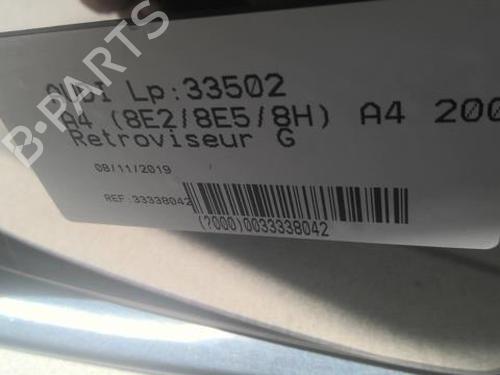 AUDI Lp:33502
A4 (8E2/8E5/8H) A4 200
Retroviseur G
08/11/2019
REF:33338042
(2000)0033338042
B-Parts